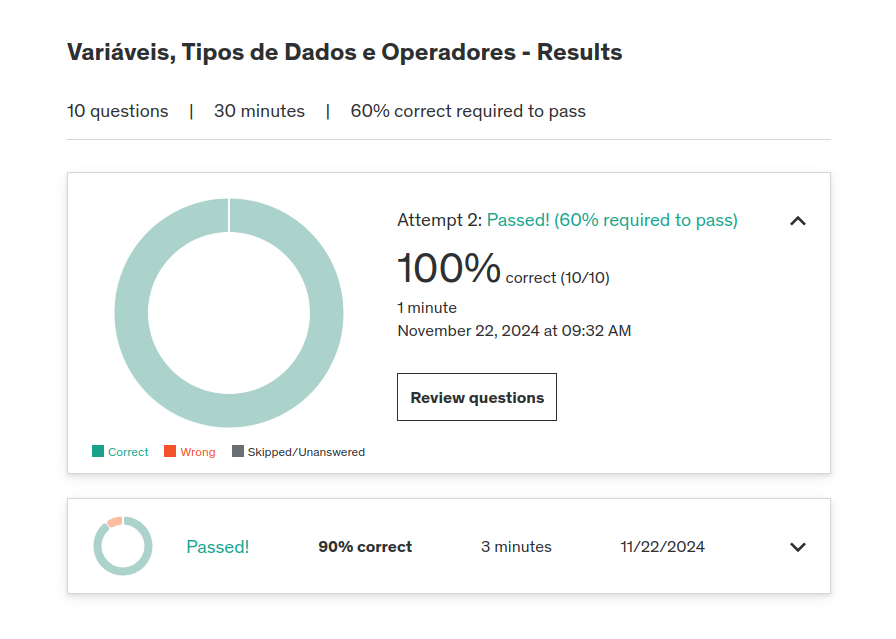 Variáveis, Tipos de Dados e Operadores - Results
10 questions | 30 minutes | 60% correct required to pass
Attempt 2: Passed! (60% required to pass)
100% correct (10/10)
1 minute
November 22, 2024 at 09:32 AM
Review questions
Correct Wrong Skipped/Unanswered
Passed! 90% correct 3 minutes 11/22/2024